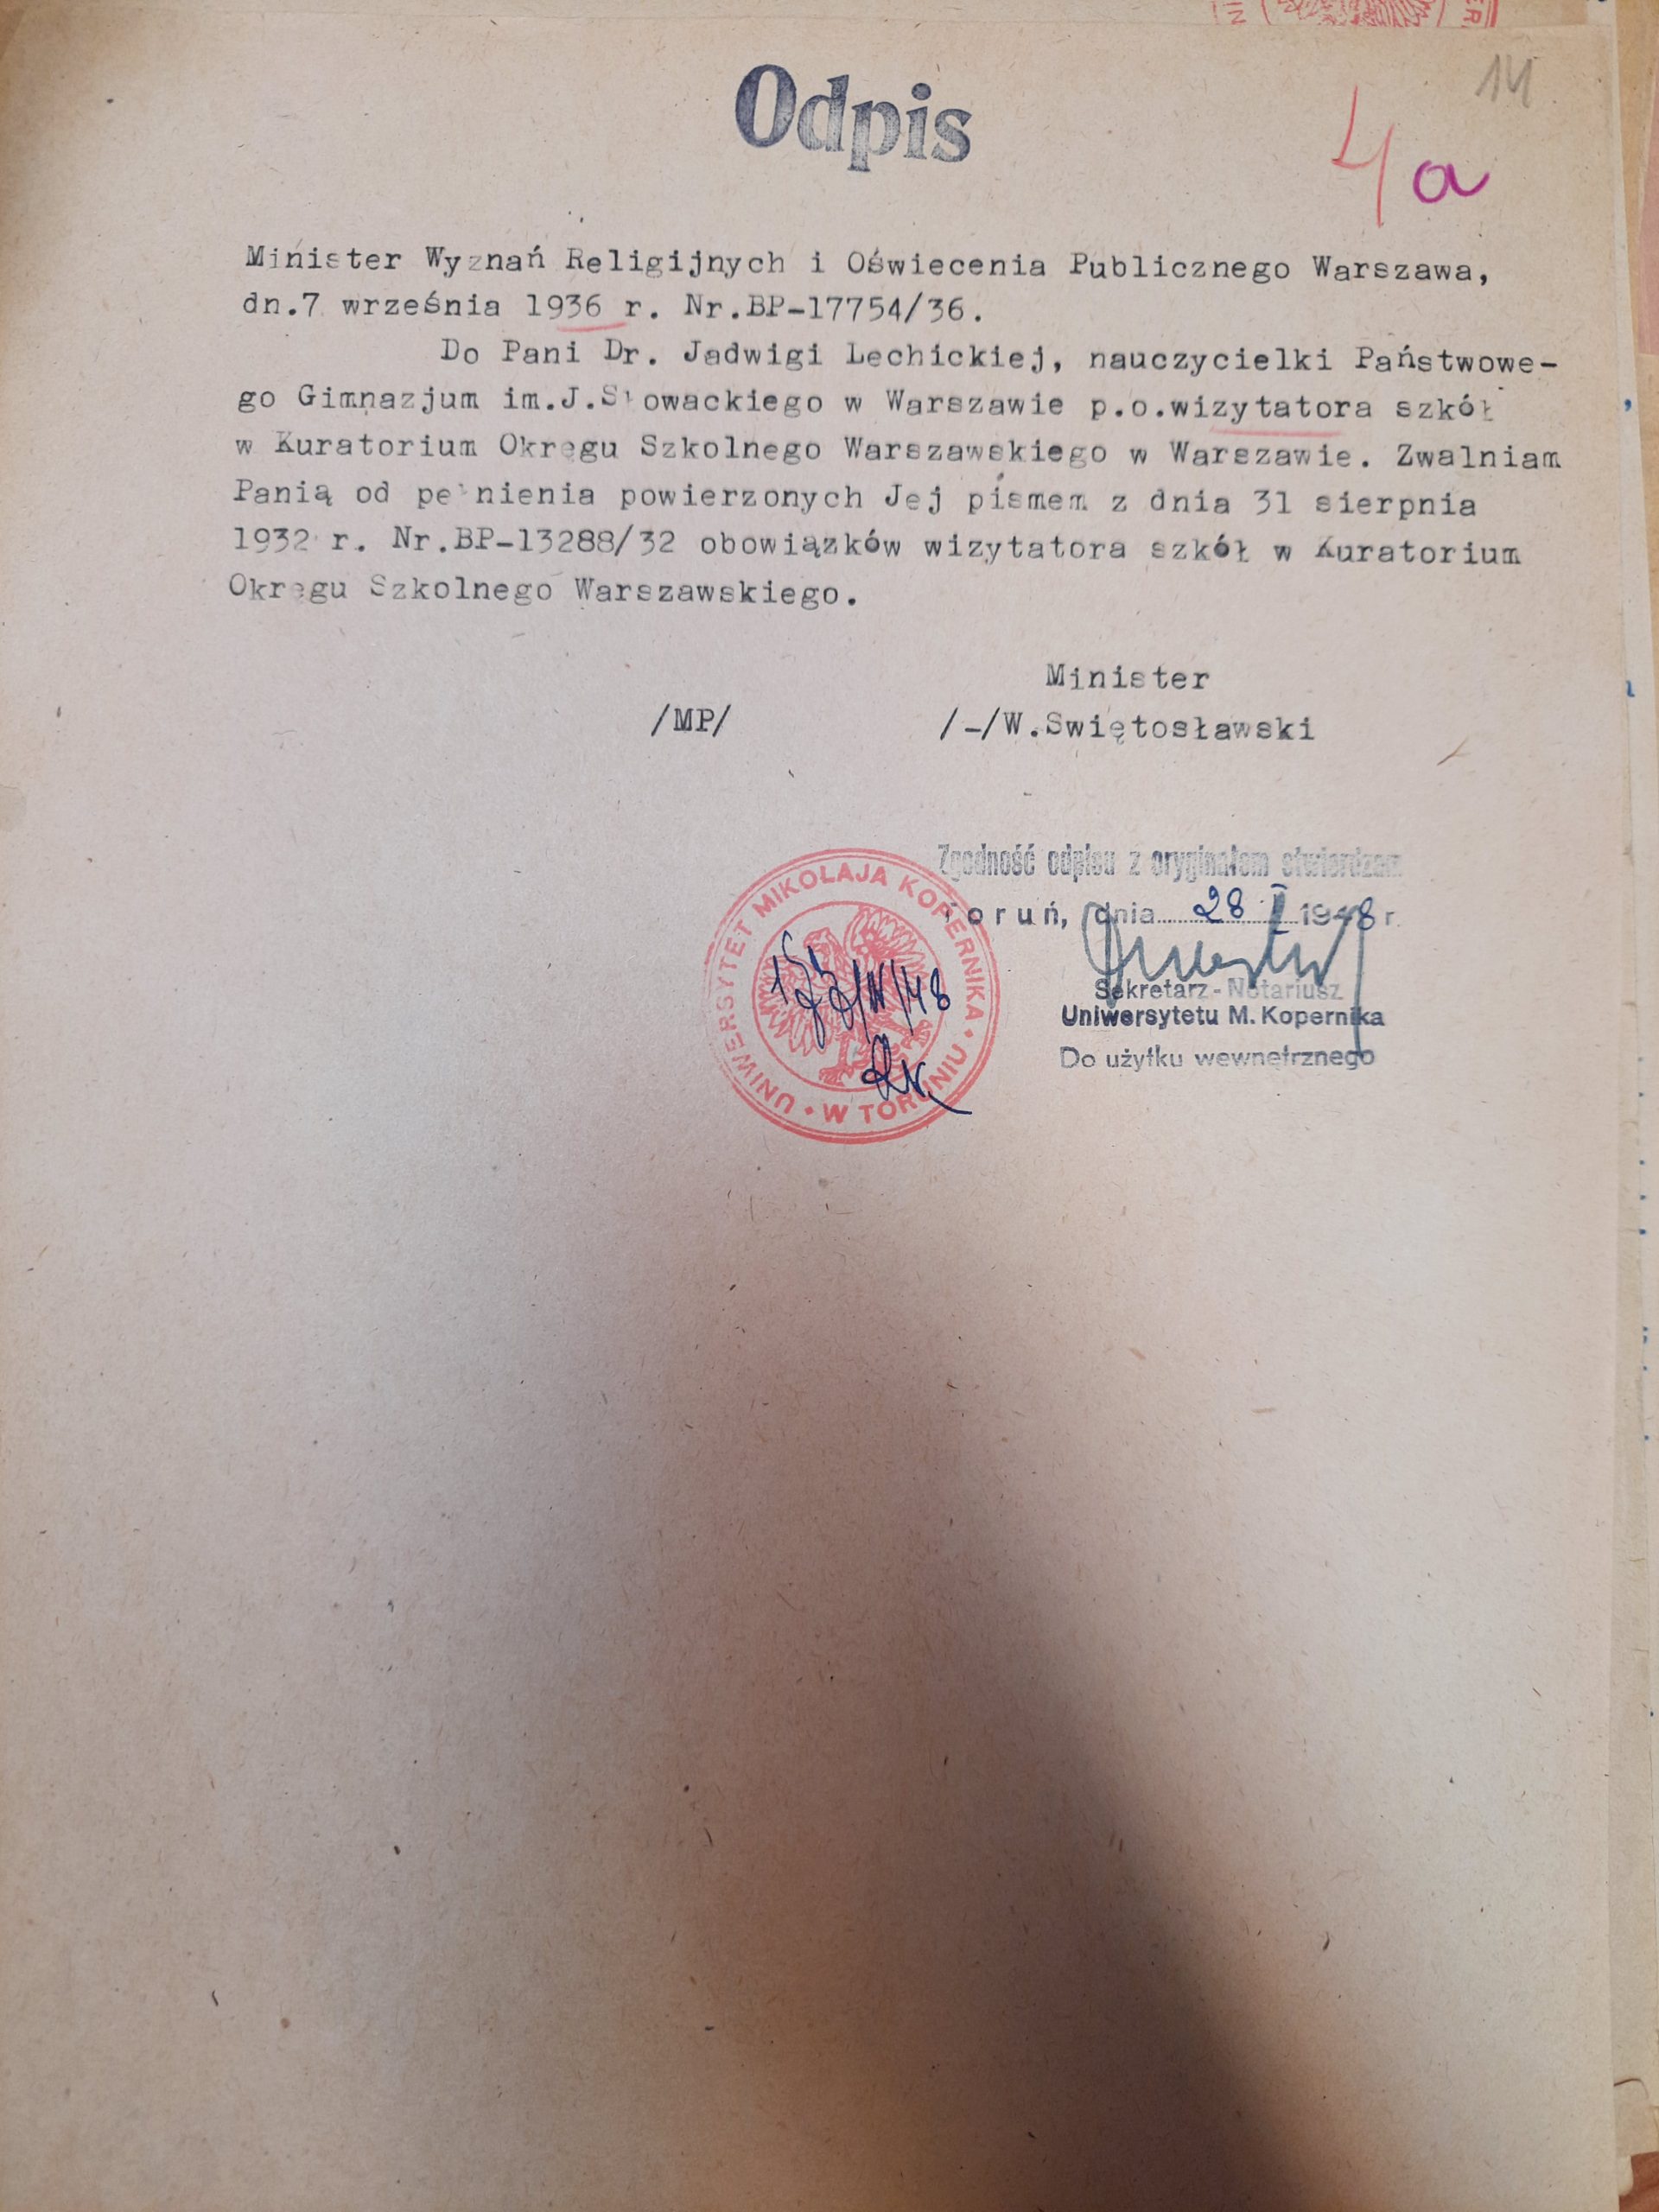 14
Odpis
4a
Minister Wyznań Religijnych i Oświecenia Publicznego Warszawa,
dn.7 września 1936 r. Nr.BP-17754/36.
Do Pani Dr. Jadwigi Lechickiej, nauczycielki Państwowe-
go Gimnazjum im.J.Słowackiego w Warszawie p.o.wizytatora szkół
w Kuratorium Okręgu Szkolnego Warszawskiego w Warszawie. Zwalniam
Panią od pełnienia powierzonych Jej pismem z dnia 31 sierpnia
1932 r. Nr.BP-13288/32 obowiązków wizytatora szkół w Kuratorium
Okręgu Szkolnego Warszawskiego.
Minister
/MP/ /-/W.Swiętosławski
Zgodność odpisu z oryginałem stwierdzam
Toruń, dnia 28 I 1948 r.
Sekretarz-Notariusz
Uniwersytetu M. Kopernika
Do użytku wewnętrznego
UNIWERSYTET MIKOŁAJA KOPERNIKA • W TORUNIU •